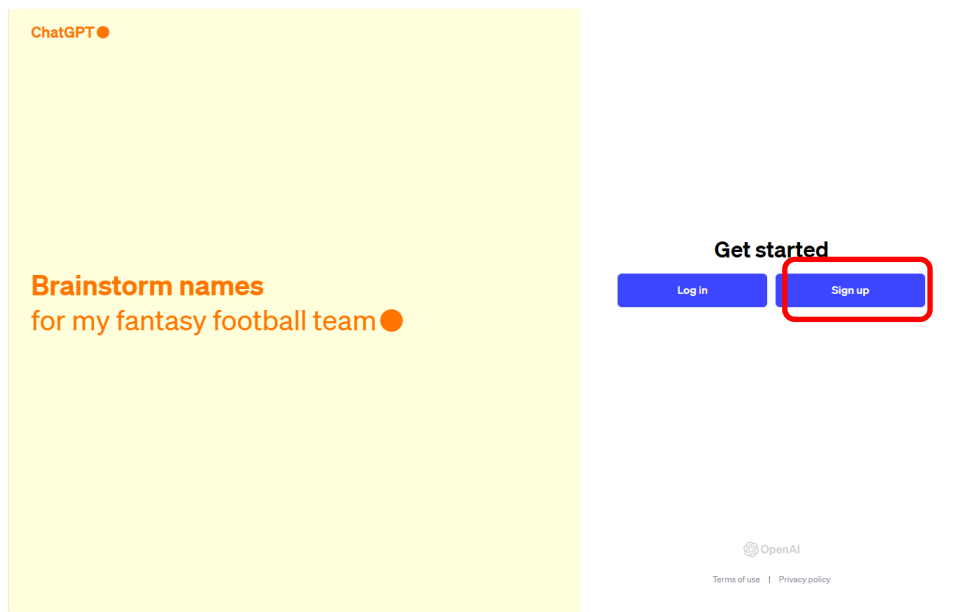 ChatGPT
Brainstorm names
for my fantasy football team
Get started
Log in
Sign up
OpenAI
Terms of use | Privacy policy